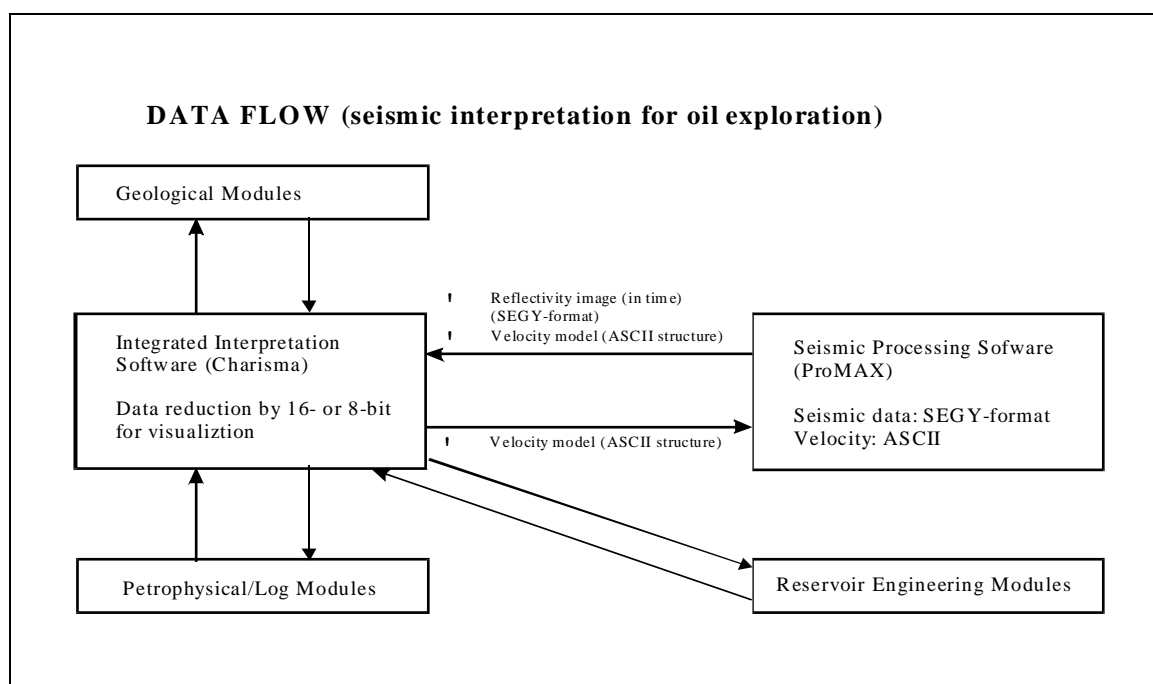 DATA FLOW (seismic interpretation for oil exploration)
Geological Modules
' Reflectivity image (in time)
(SEGY-format)
' Velocity model (ASCII structure)
Integrated Interpretation
Software (Charisma)
Data reduction by 16- or 8-bit
for visualiztion
Seismic Processing Sofware
(ProMAX)
Seismic data: SEGY-format
Velocity: ASCII
' Velocity model (ASCII structure)
Petrophysical/Log Modules
Reservoir Engineering Modules